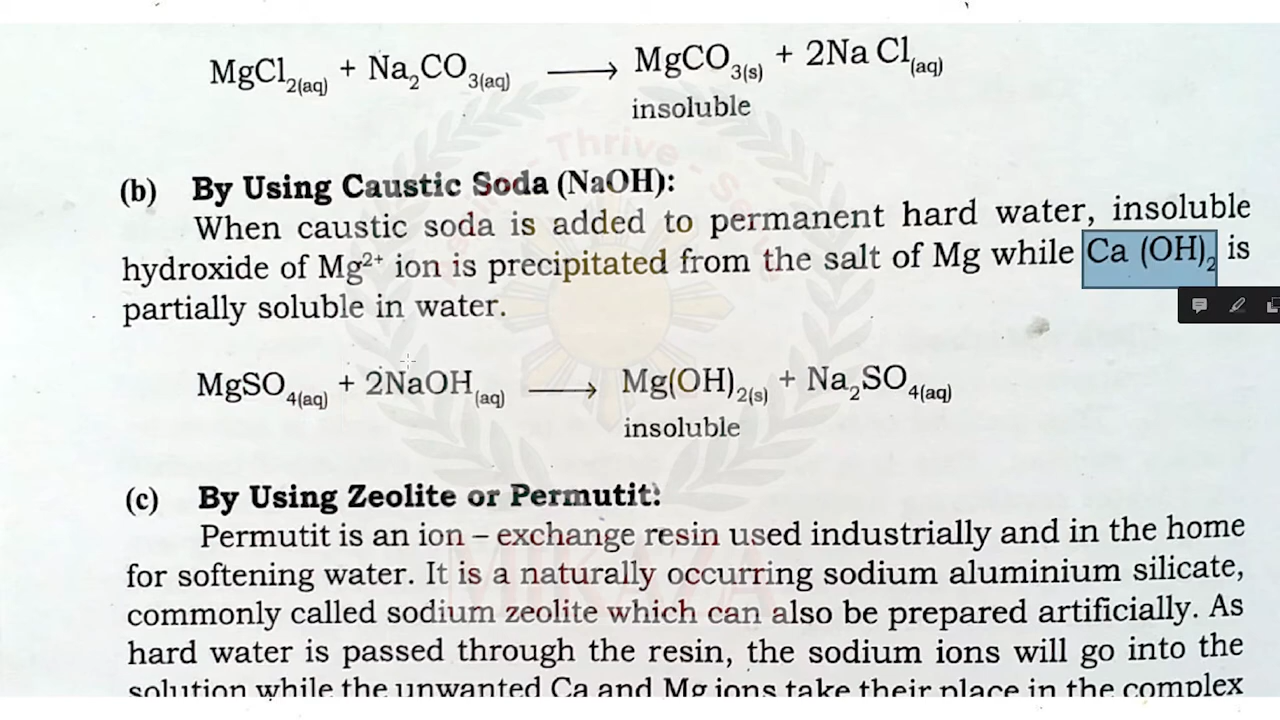 MgCl₂(aq) + Na₂CO₃(aq) ⟶ MgCO₃(s) + 2Na Cl(aq)
insoluble
Thrive
(b) By Using Caustic Soda (NaOH):
When caustic soda is added to permanent hard water, insoluble
hydroxide of Mg²⁺ ion is precipitated from the salt of Mg while Ca (OH)₂ is
partially soluble in water.
MgSO₄(aq) + 2NaOH(aq) ⟶ Mg(OH)₂(s) + Na₂SO₄(aq)
insoluble
(c) By Using Zeolite or Permutit:
Permutit is an ion – exchange resin used industrially and in the home
for softening water. It is a naturally occurring sodium aluminium silicate,
commonly called sodium zeolite which can also be prepared artificially. As
hard water is passed through the resin, the sodium ions will go into the
solution while the unwanted Ca and Mg ions take their place in the complex